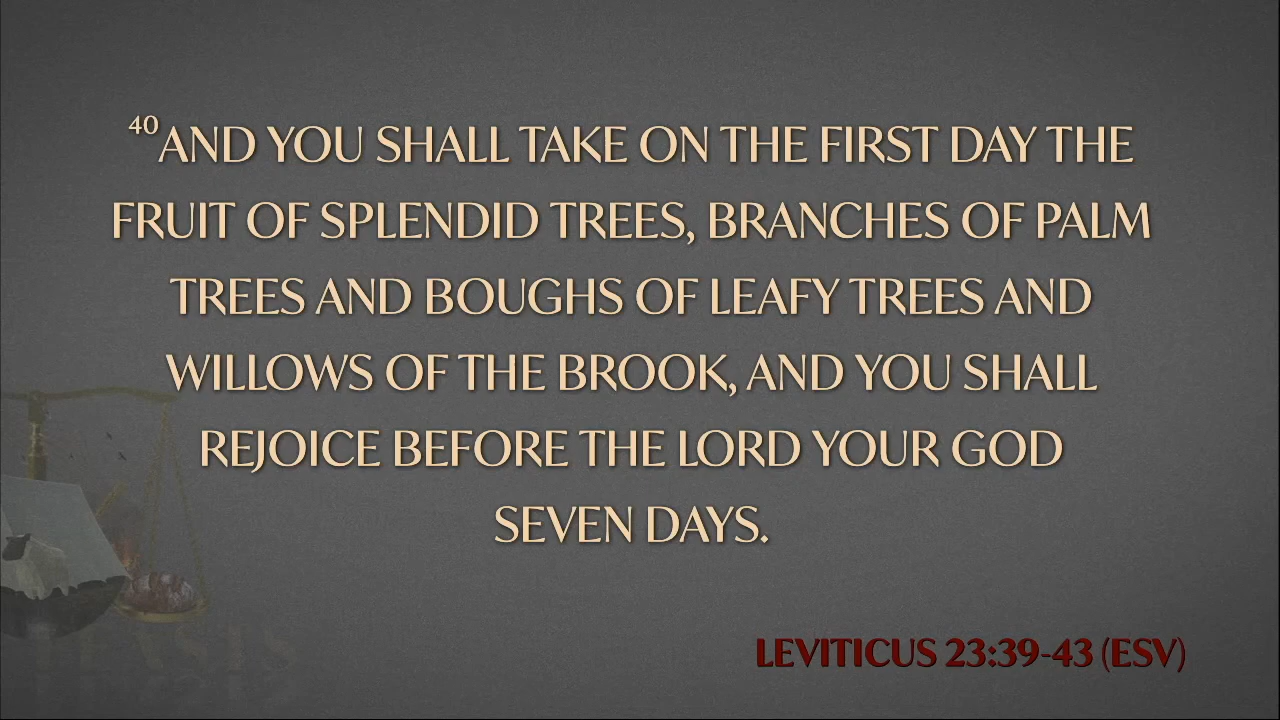 40AND YOU SHALL TAKE ON THE FIRST DAY THE
FRUIT OF SPLENDID TREES, BRANCHES OF PALM
TREES AND BOUGHS OF LEAFY TREES AND
WILLOWS OF THE BROOK, AND YOU SHALL
REJOICE BEFORE THE LORD YOUR GOD
SEVEN DAYS.
LEVITICUS 23:39-43 (ESV)